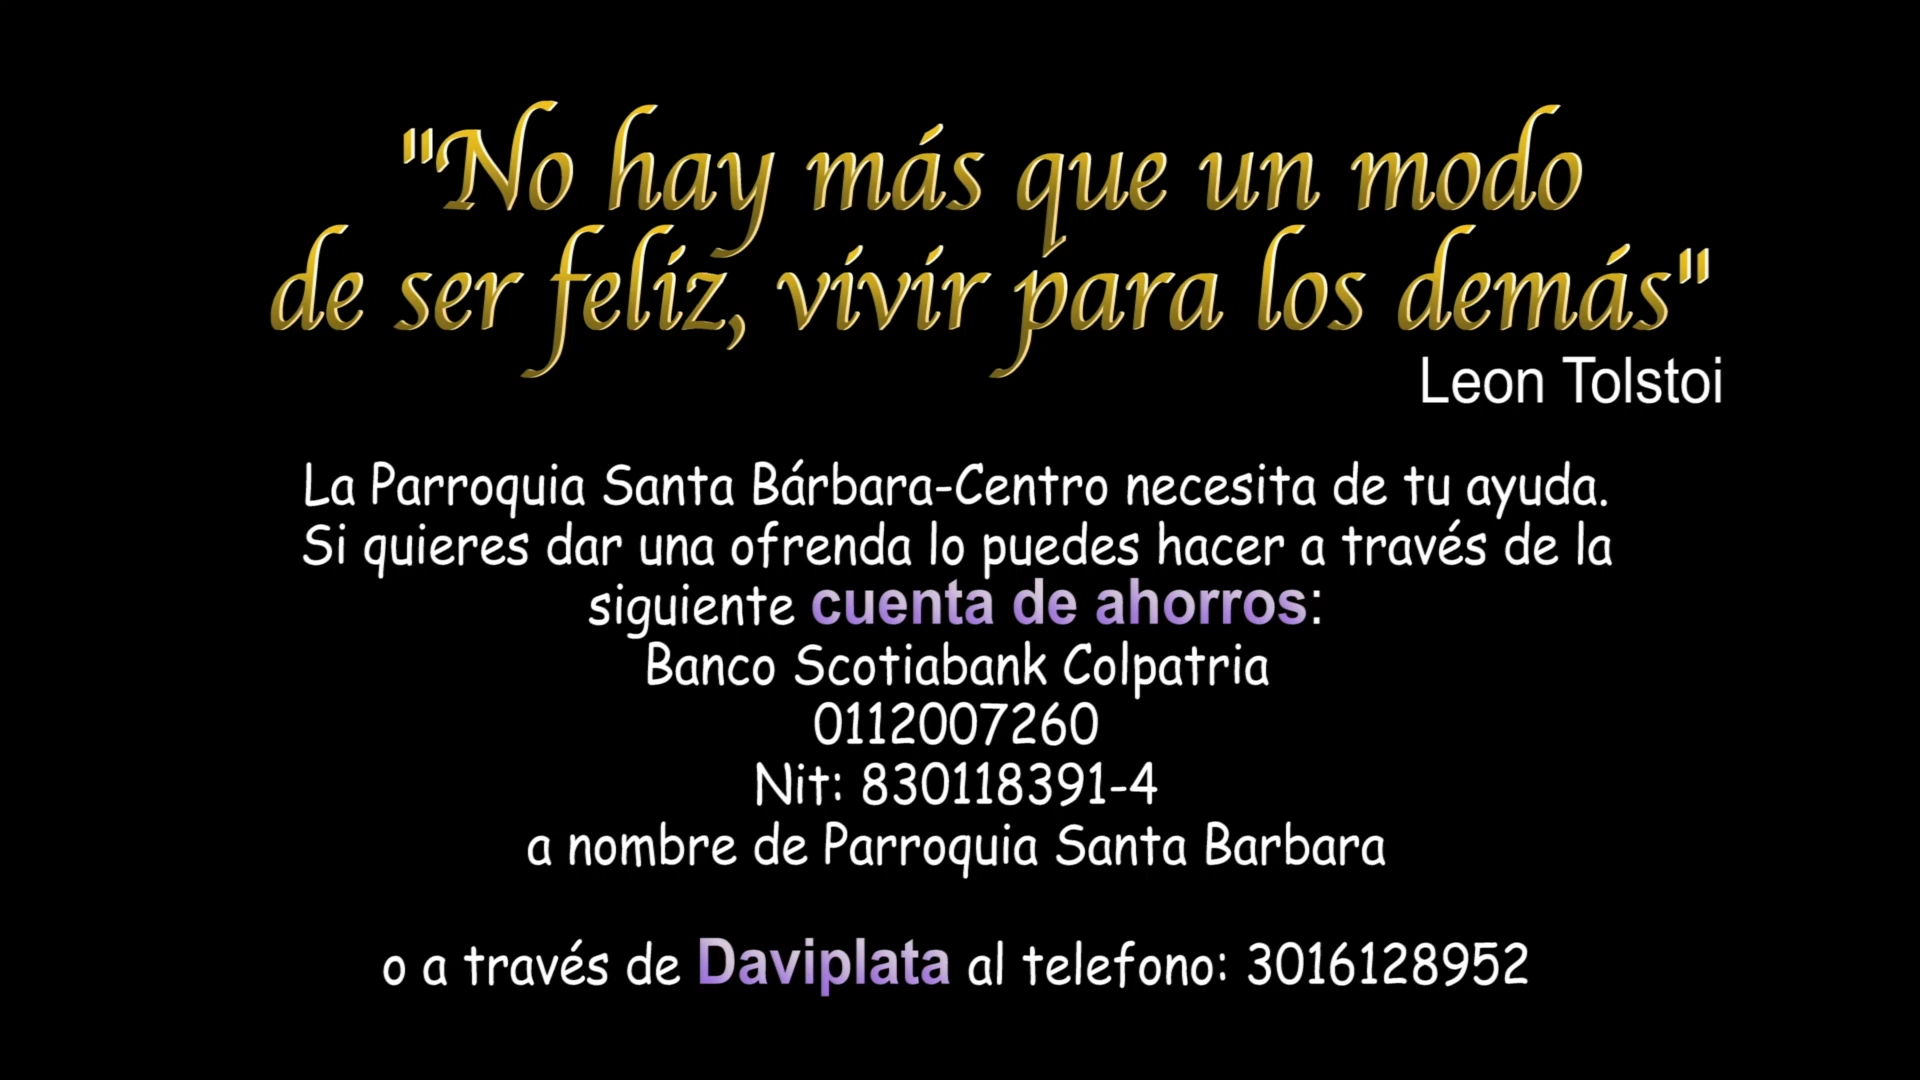 "No hay más que un modo
de ser feliz, vivir para los demás"
Leon Tolstoi
La Parroquia Santa Bárbara-Centro necesita de tu ayuda.
Si quieres dar una ofrenda lo puedes hacer a través de la
siguiente cuenta de ahorros:
Banco Scotiabank Colpatria
0112007260
Nit: 830118391-4
a nombre de Parroquia Santa Barbara
o a través de Daviplata al telefono: 3016128952